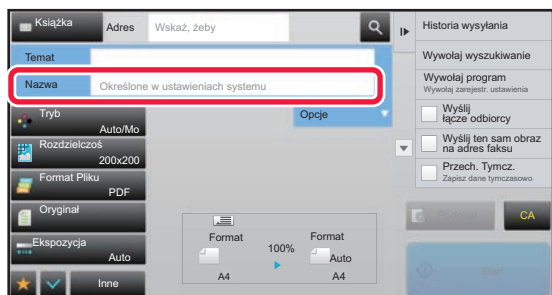 Książka
Adres
Wskaż, żeby
Temat
Nazwa
Określone w ustawieniach systemu
Tryb
Auto/Mo
Rozdzielczoś
200x200
Format Pliku
PDF
Oryginał
Ekspozycja
Auto
Inne
Opcje
Format
100%
Format
Auto
A4
A4
Historia wysyłania
Wywołaj wyszukiwanie
Wywołaj program
Wywołaj zarejestr. ustawienia
Wyślij
łącze odbiorcy
Wyślij ten sam obraz
na adres faksu
Przech. Tymcz.
Zapisz dane tymczasowo
CA
Start